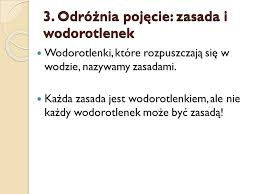 3. Odróżnia pojęcie: zasada i
wodorotlenek
Wodorotlenki, które rozpuszczają się w
wodzie, nazywamy zasadami.
Każda zasada jest wodorotlenkiem, ale nie
każdy wodorotlenek może być zasadą!